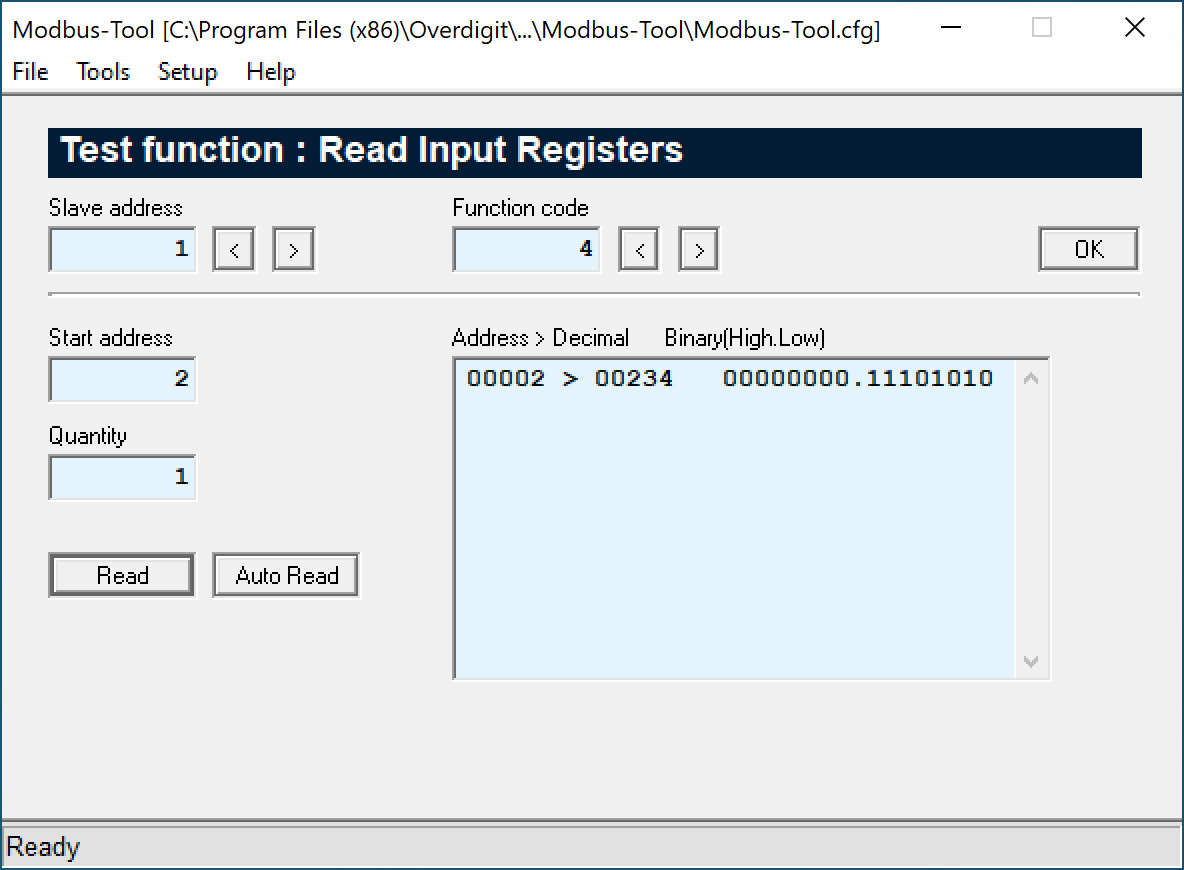 Modbus-Tool [C:\Program Files (x86)\Overdigit\...\Modbus-Tool\Modbus-Tool.cfg]
File Tools Setup Help
Test function : Read Input Registers
Slave address Function code
1 < > 4 < > OK
Start address Address > Decimal Binary(High.Low)
2 00002 > 00234 00000000.11101010
Quantity
1
Read Auto Read
Ready